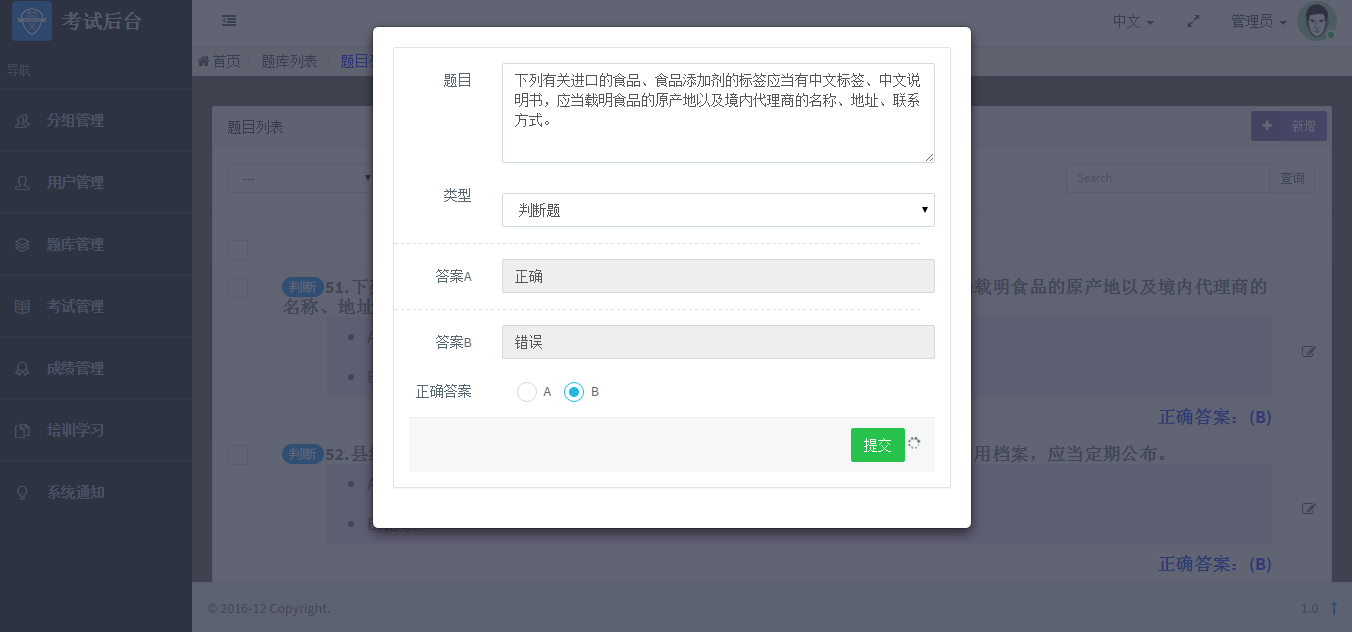 考试后台
中文
管理员
导航
首页 / 题库列表 / 题目
分组管理
用户管理
题库管理
考试管理
成绩管理
培训学习
系统通知
题目列表
新增
---
Search
查询
题目
下列有关进口的食品、食品添加剂的标签应当有中文标签、中文说
明书，应当载明食品的原产地以及境内代理商的名称、地址、联系
方式。
类型
判断题
答案A
正确
答案B
错误
正确答案
A
B
提交
判断 51.下
载明食品的原产地以及境内代理商的
名称、地址
正确答案：(B)
判断 52.县
用档案，应当定期公布。
正确答案：(B)
© 2016-12 Copyright.
1.0